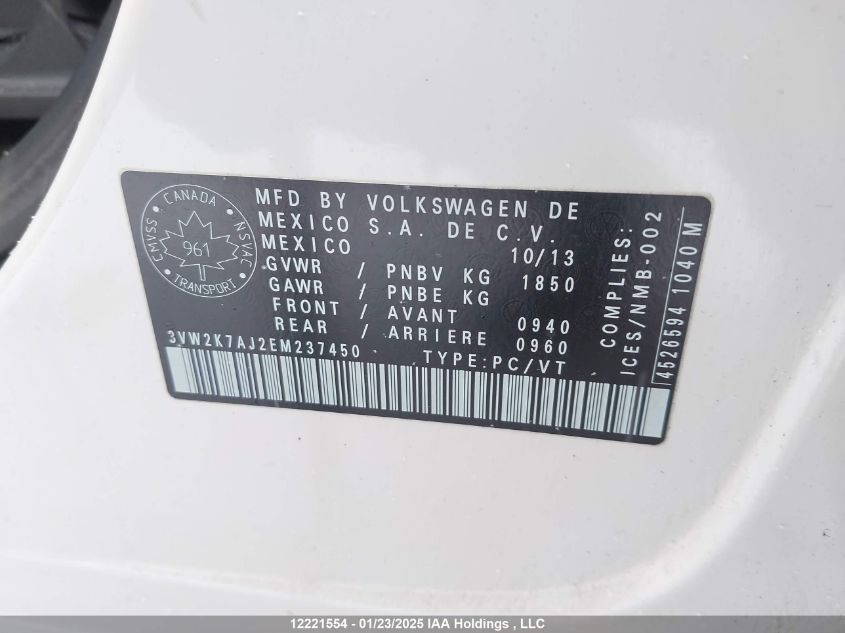 CANADA
CMVSS
NSVAC
961
TRANSPORT
MFD BY VOLKSWAGEN DE
MEXICO S.A. DE C.V.
MEXICO 10/13
GVWR / PNBV KG 1850
GAWR / PNBE KG
FRONT / AVANT 0940
REAR / ARRIERE 0960
3VW2K7AJ2EM237450 TYPE:PC/VT
COMPLIES:
ICES/NMB-002
4526594 1040 M
12221554 - 01/23/2025 IAA Holdings , LLC